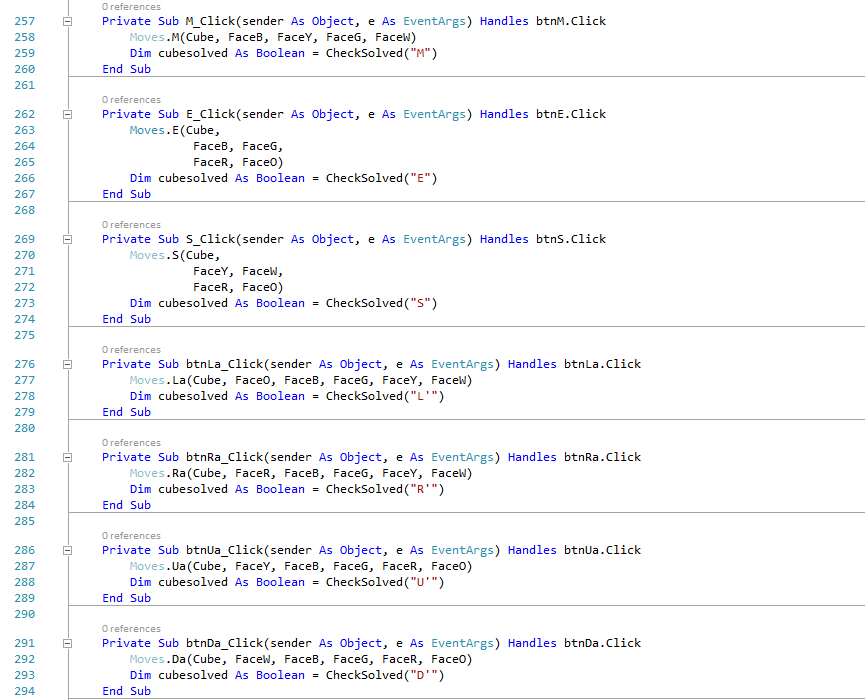 0 references
257 Private Sub M_Click(sender As Object, e As EventArgs) Handles btnM.Click
258 Moves.M(Cube, FaceB, FaceY, FaceG, FaceW)
259 Dim cubesolved As Boolean = CheckSolved("M")
260 End Sub
261
0 references
262 Private Sub E_Click(sender As Object, e As EventArgs) Handles btnE.Click
263 Moves.E(Cube,
264 FaceB, FaceG,
265 FaceR, FaceO)
266 Dim cubesolved As Boolean = CheckSolved("E")
267 End Sub
268
0 references
269 Private Sub S_Click(sender As Object, e As EventArgs) Handles btnS.Click
270 Moves.S(Cube,
271 FaceY, FaceW,
272 FaceR, FaceO)
273 Dim cubesolved As Boolean = CheckSolved("S")
274 End Sub
275
0 references
276 Private Sub btnLa_Click(sender As Object, e As EventArgs) Handles btnLa.Click
277 Moves.La(Cube, FaceO, FaceB, FaceG, FaceY, FaceW)
278 Dim cubesolved As Boolean = CheckSolved("L'")
279 End Sub
280
0 references
281 Private Sub btnRa_Click(sender As Object, e As EventArgs) Handles btnRa.Click
282 Moves.Ra(Cube, FaceR, FaceB, FaceG, FaceY, FaceW)
283 Dim cubesolved As Boolean = CheckSolved("R'")
284 End Sub
285
0 references
286 Private Sub btnUa_Click(sender As Object, e As EventArgs) Handles btnUa.Click
287 Moves.Ua(Cube, FaceY, FaceB, FaceG, FaceR, FaceO)
288 Dim cubesolved As Boolean = CheckSolved("U'")
289 End Sub
290
0 references
291 Private Sub btnDa_Click(sender As Object, e As EventArgs) Handles btnDa.Click
292 Moves.Da(Cube, FaceW, FaceB, FaceG, FaceR, FaceO)
293 Dim cubesolved As Boolean = CheckSolved("D'")
294 End Sub